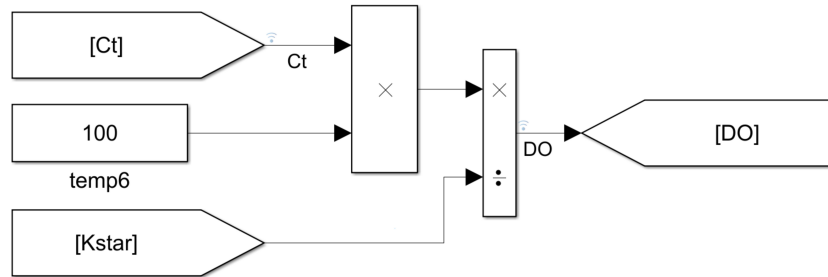 [Ct]
Ct
×
100
temp6
×
÷
DO
[DO]
[Kstar]